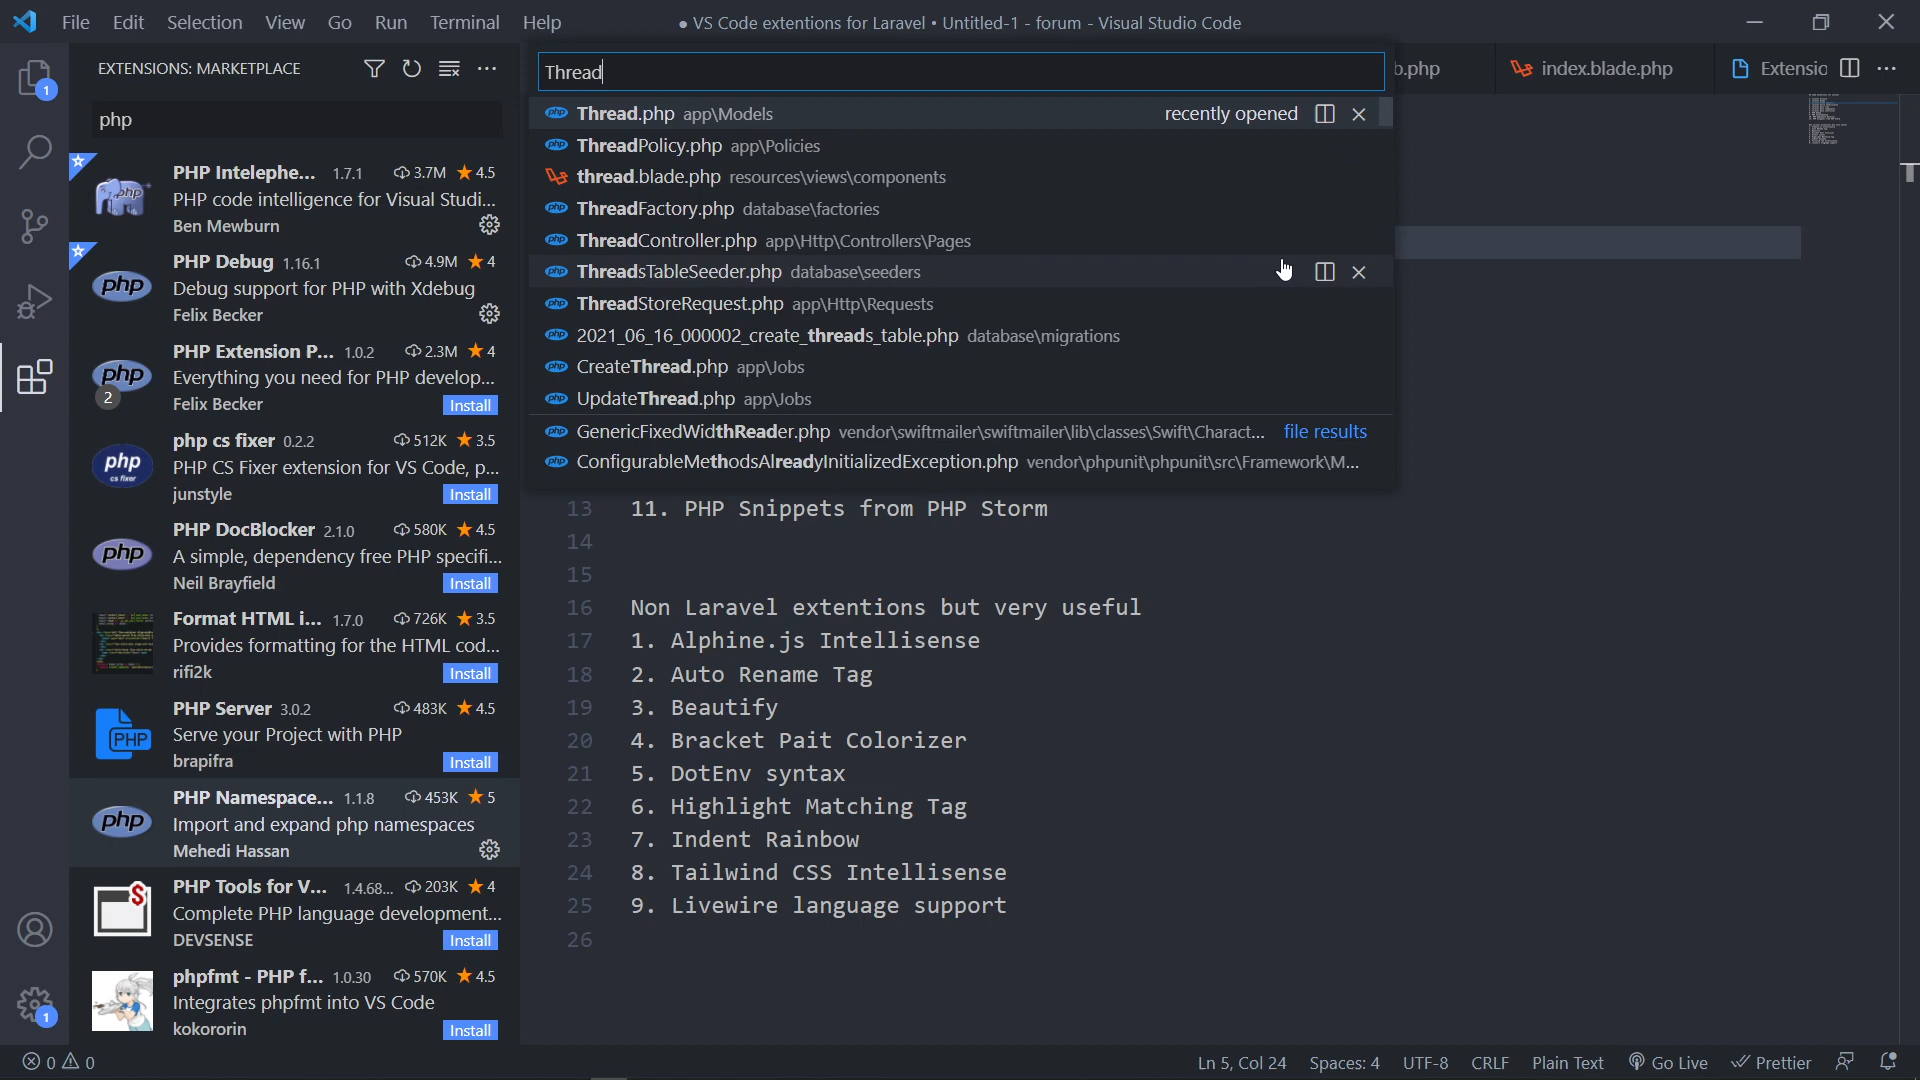 File Edit Selection View Go Run Terminal Help ● VS Code extentions for Laravel • Untitled-1 - forum - Visual Studio Code
EXTENSIONS: MARKETPLACE
php
PHP Intelephe... 1.7.1 3.7M 4.5
PHP code intelligence for Visual Studi...
Ben Mewburn
PHP Debug 1.16.1 4.9M 4
Debug support for PHP with Xdebug
Felix Becker
PHP Extension P... 1.0.2 2.3M 4
Everything you need for PHP develop...
Felix Becker Install
2
php cs fixer 0.2.2 512K 3.5
PHP CS Fixer extension for VS Code, p...
junstyle Install
PHP DocBlocker 2.1.0 580K 4.5
A simple, dependency free PHP specifi...
Neil Brayfield Install
Format HTML i... 1.7.0 726K 3.5
Provides formatting for the HTML cod...
rifi2k Install
PHP Server 3.0.2 483K 4.5
Serve your Project with PHP
brapifra Install
PHP Namespace... 1.1.8 453K 5
Import and expand php namespaces
Mehedi Hassan
PHP Tools for V... 1.4.68... 203K 4
Complete PHP language development...
DEVSENSE Install
phpfmt - PHP f... 1.0.30 570K 4.5
Integrates phpfmt into VS Code
kokororin Install
Thread
Thread.php app\Models recently opened
ThreadPolicy.php app\Policies
thread.blade.php resources\views\components
ThreadFactory.php database\factories
ThreadController.php app\Http\Controllers\Pages
ThreadsTableSeeder.php database\seeders
ThreadStoreRequest.php app\Http\Requests
2021_06_16_000002_create_threads_table.php database\migrations
CreateThread.php app\Jobs
UpdateThread.php app\Jobs
GenericFixedWidthReader.php vendor\swiftmailer\swiftmailer\lib\classes\Swift\Charact... file results
ConfigurableMethodsAlreadyInitializedException.php vendor\phpunit\phpunit\src\Framework\M...
b.php index.blade.php Extensio
13 11. PHP Snippets from PHP Storm
14
15
16 Non Laravel extentions but very useful
17 1. Alphine.js Intellisense
18 2. Auto Rename Tag
19 3. Beautify
20 4. Bracket Pait Colorizer
21 5. DotEnv syntax
22 6. Highlight Matching Tag
23 7. Indent Rainbow
24 8. Tailwind CSS Intellisense
25 9. Livewire language support
26
0 0 Ln 5, Col 24 Spaces: 4 UTF-8 CRLF Plain Text Go Live Prettier